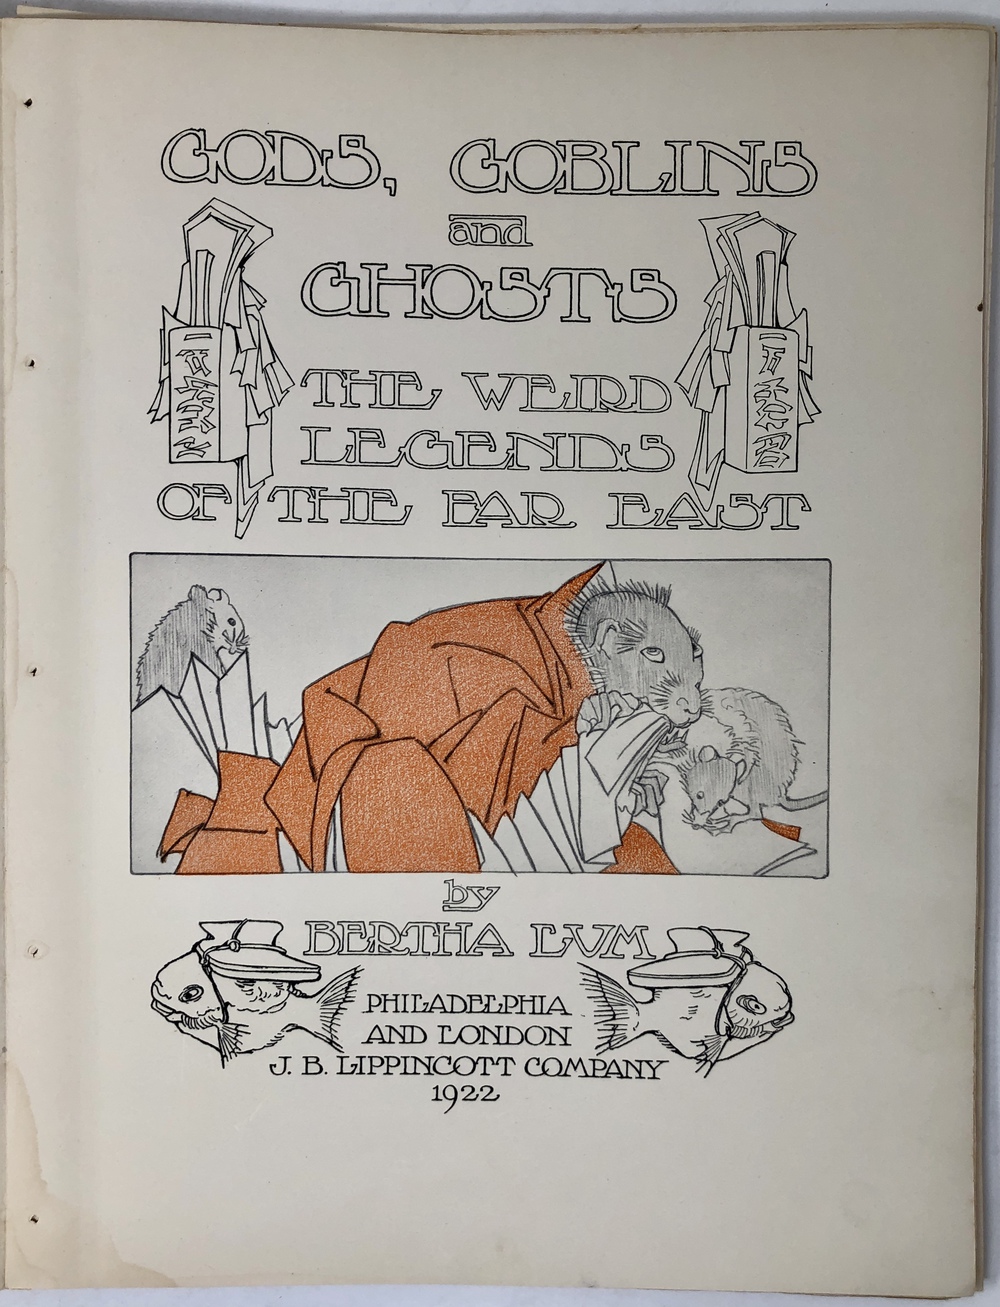 GODS, GOBLINS
and
GHOSTS
THE WEIRD
LEGENDS
OF THE FAR EAST
by
BERTHA LVM
PHILADELPHIA
AND LONDON
J. B. LIPPINCOTT COMPANY
1922